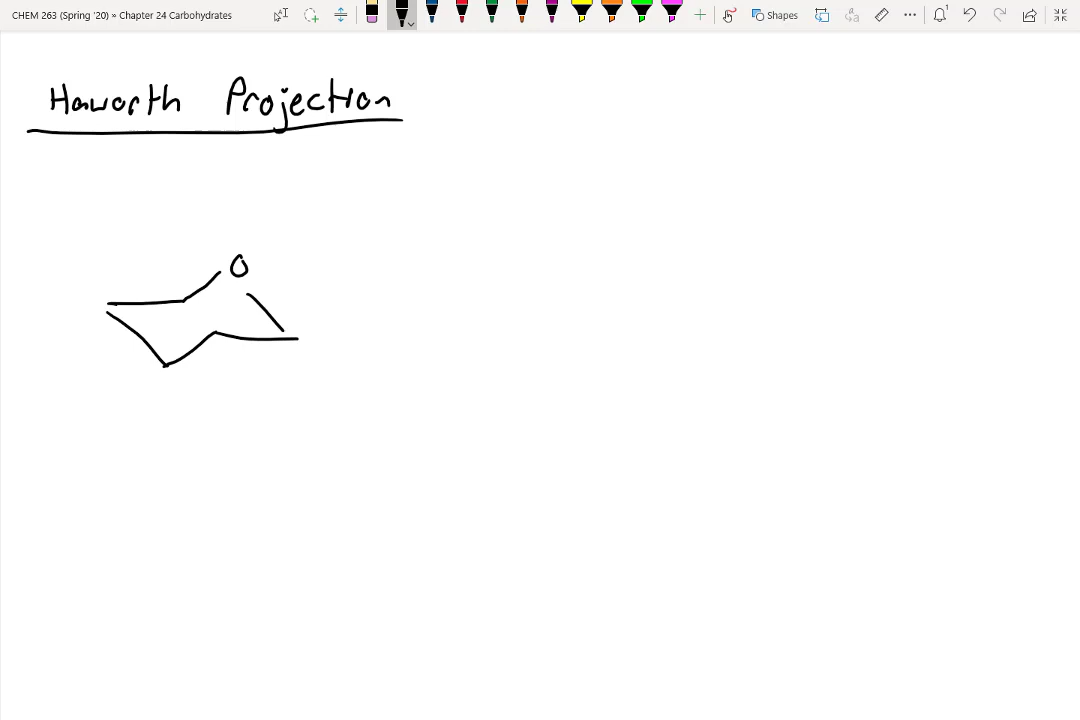 CHEM 263 (Spring '20) » Chapter 24 Carbohydrates
Shapes
Haworth Projection
O